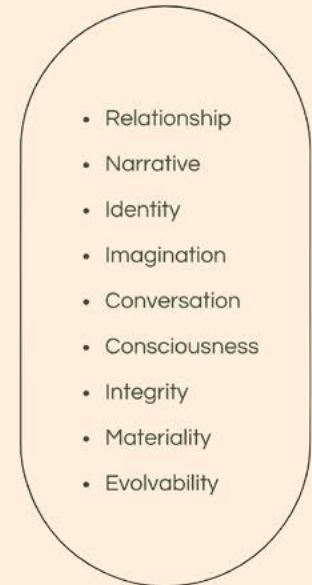 • Relationship
• Narrative
• Identity
• Imagination
• Conversation
• Consciousness
• Integrity
• Materiality
• Evolvability